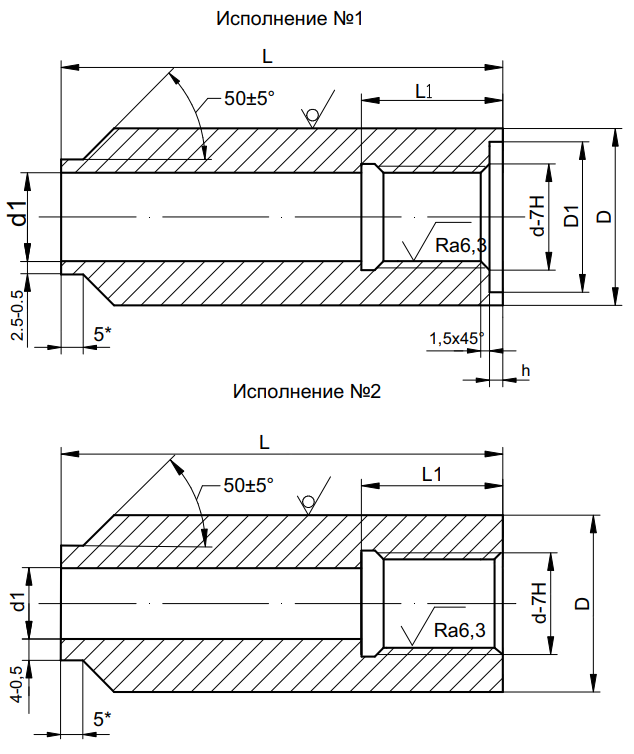 Исполнение №1
L
50±5°
L1
d1
Ra6,3
d-7H
D1
D
2.5-0.5
5*
1,5x45°
h
Исполнение №2
L
50±5°
L1
d1
Ra6,3
d-7H
D
4-0,5
5*